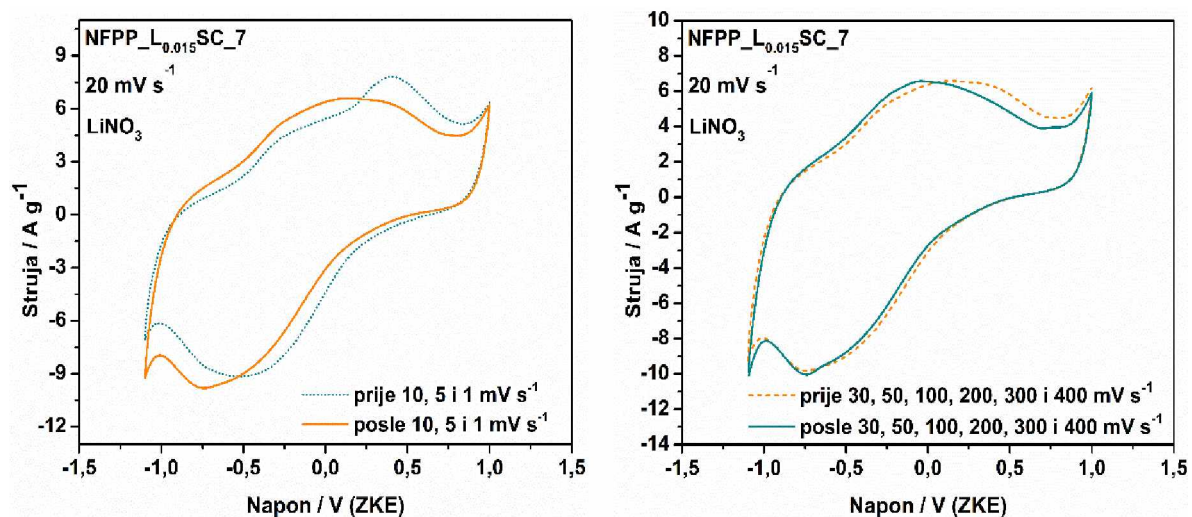 NFPP_L0.015SC_7
20 mV s-1
LiNO3
9
6
3
0
-3
-6
-9
-12
Struja / A g-1
prije 10, 5 i 1 mV s-1
posle 10, 5 i 1 mV s-1
-1,5 -1,0 -0,5 0,0 0,5 1,0 1,5
Napon / V (ZKE)
NFPP_L0.015SC_7
20 mV s-1
LiNO3
10
8
6
4
2
0
-2
-4
-6
-8
-10
-12
-14
Struja / A g-1
prije 30, 50, 100, 200, 300 i 400 mV s-1
posle 30, 50, 100, 200, 300 i 400 mV s-1
-1,5 -1,0 -0,5 0,0 0,5 1,0 1,5
Napon / V (ZKE)